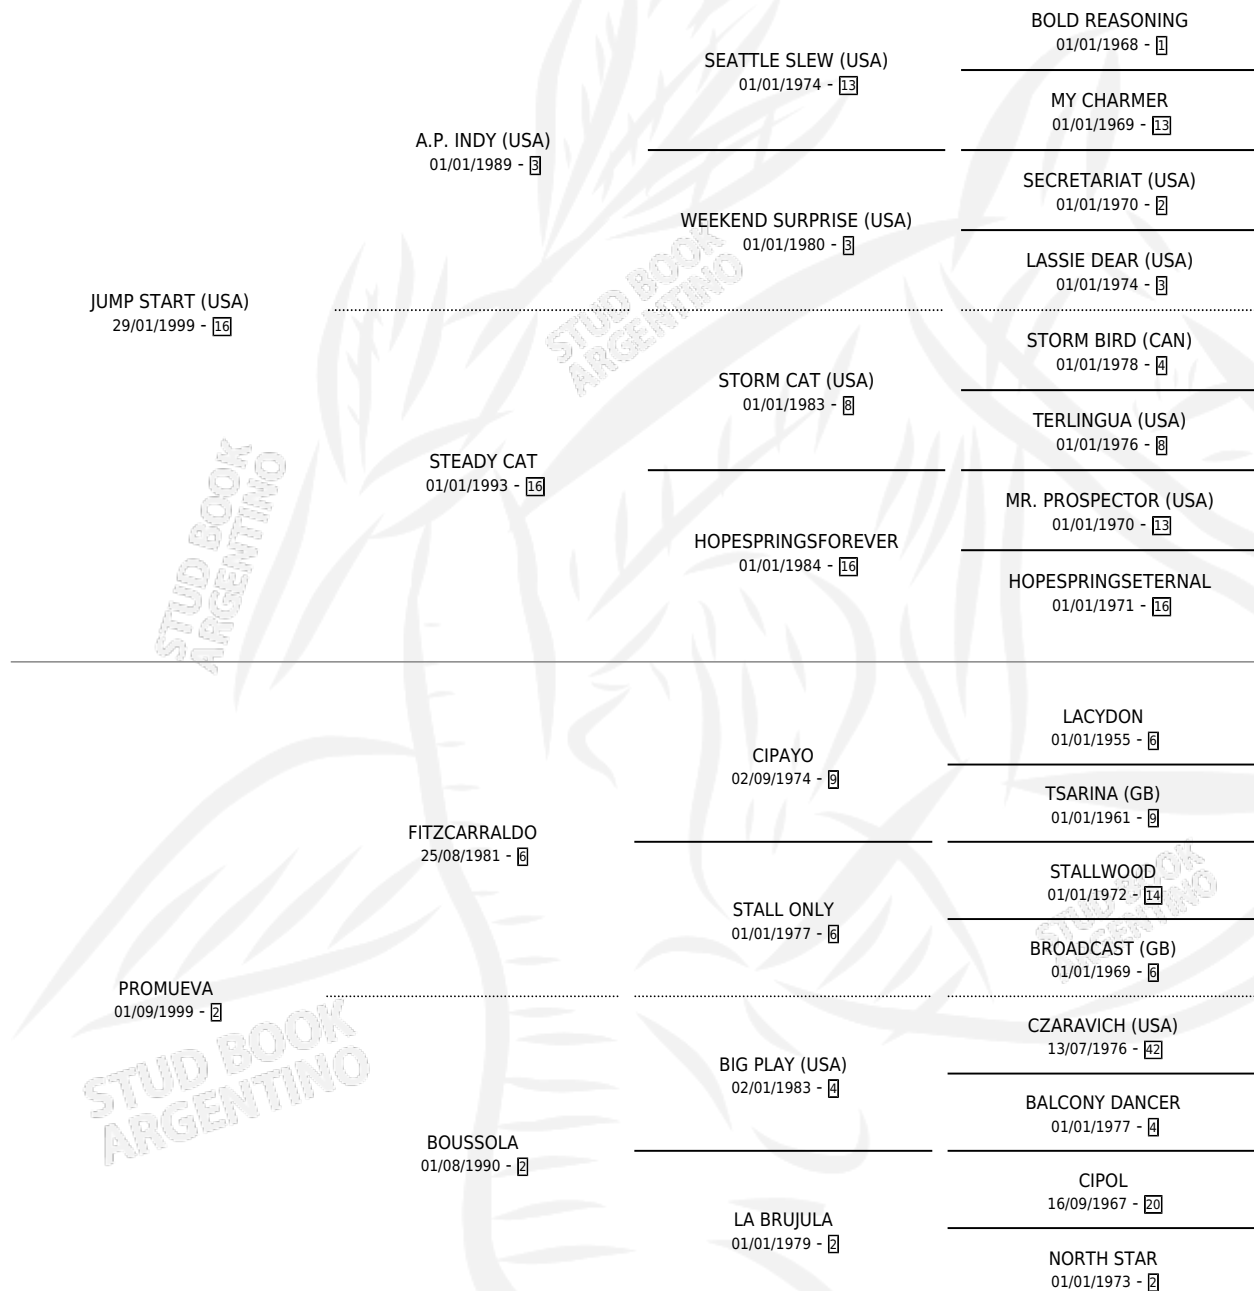 BOLD REASONING
01/01/1968 - 1
SEATTLE SLEW (USA)
01/01/1974 - 13
MY CHARMER
01/01/1969 - 13
A.P. INDY (USA)
01/01/1989 - 3
SECRETARIAT (USA)
01/01/1970 - 2
WEEKEND SURPRISE (USA)
01/01/1980 - 3
LASSIE DEAR (USA)
01/01/1974 - 3
JUMP START (USA)
29/01/1999 - 16
STORM BIRD (CAN)
01/01/1978 - 4
STORM CAT (USA)
01/01/1983 - 8
TERLINGUA (USA)
01/01/1976 - 8
STEADY CAT
01/01/1993 - 16
MR. PROSPECTOR (USA)
01/01/1970 - 13
HOPESPRINGSFOREVER
01/01/1984 - 16
HOPESPRINGSETERNAL
01/01/1971 - 16
LACYDON
01/01/1955 - 6
CIPAYO
02/09/1974 - 9
TSARINA (GB)
01/01/1961 - 9
FITZCARRALDO
25/08/1981 - 6
STALLWOOD
01/01/1972 - 14
STALL ONLY
01/01/1977 - 6
BROADCAST (GB)
01/01/1969 - 6
PROMUEVA
01/09/1999 - 2
CZARAVICH (USA)
13/07/1976 - 42
BIG PLAY (USA)
02/01/1983 - 4
BALCONY DANCER
01/01/1977 - 4
BOUSSOLA
01/08/1990 - 2
CIPOL
16/09/1967 - 20
LA BRUJULA
01/01/1979 - 2
NORTH STAR
01/01/1973 - 2
STUD BOOK
ARGENTINO
STUD BOOK
ARGENTINO
STUD BOOK
ARGENTINO
STUD BOOK
ARGENTINO